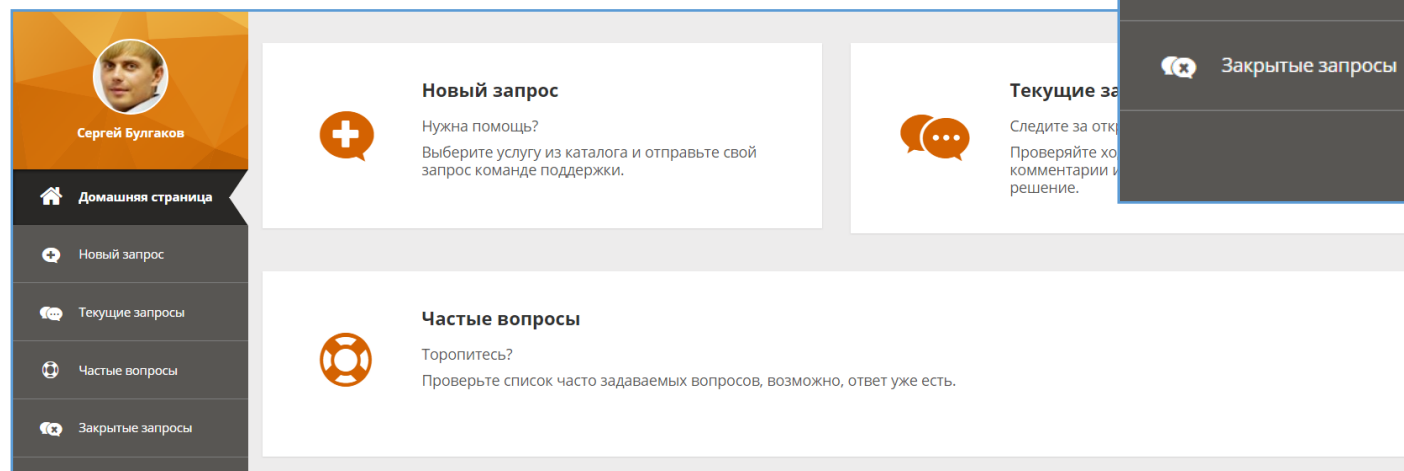 Сергей Булгаков
Домашняя страница
Новый запрос
Текущие запросы
Частые вопросы
Закрытые запросы
Новый запрос
Нужна помощь?
Выберите услугу из каталога и отправьте свой
запрос команде поддержки.
Текущие
Следите за
Проверяйте
комментарии
решение.
Закрытые запросы
Частые вопросы
Торопитесь?
Проверьте список часто задаваемых вопросов, возможно, ответ уже есть.